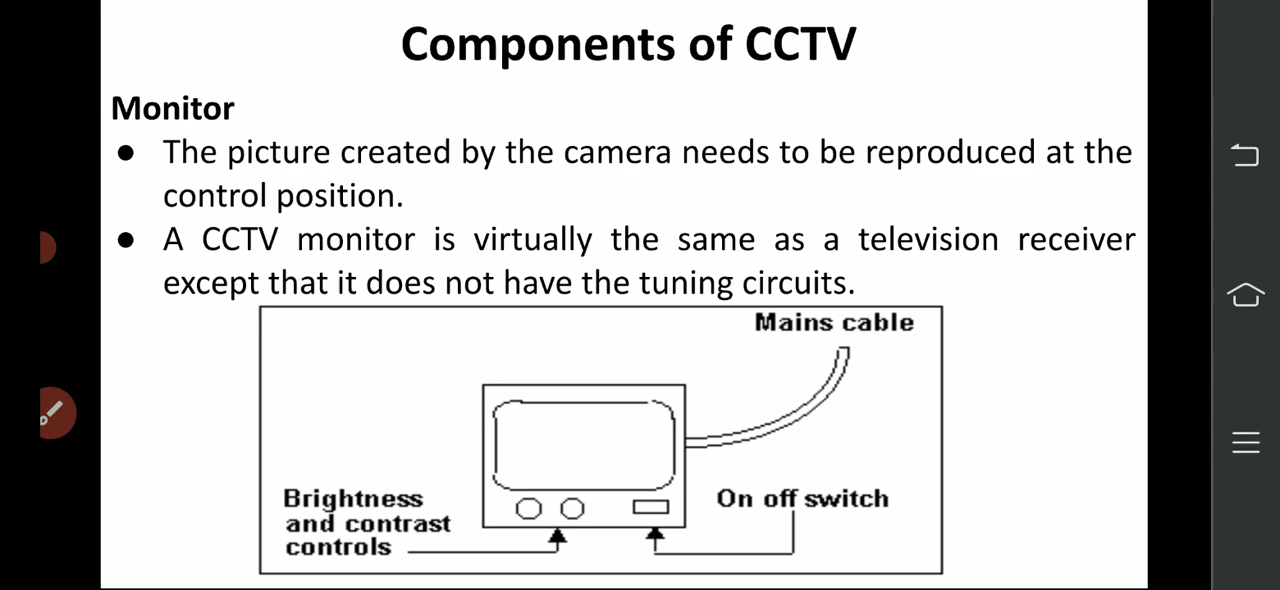 Components of CCTV
Monitor
● The picture created by the camera needs to be reproduced at the
control position.
● A CCTV monitor is virtually the same as a television receiver
except that it does not have the tuning circuits.
Mains cable
Brightness
and contrast
controls
On off switch